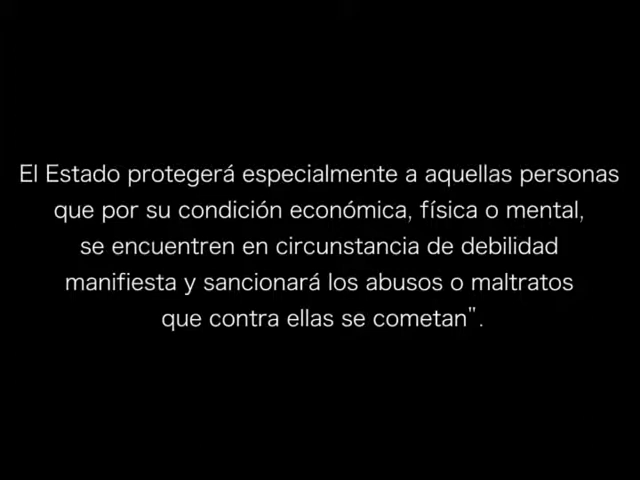 El Estado protegerá especialmente a aquellas personas
que por su condición económica, física o mental,
se encuentren en circunstancia de debilidad
manifiesta y sancionará los abusos o maltratos
que contra ellas se cometan".